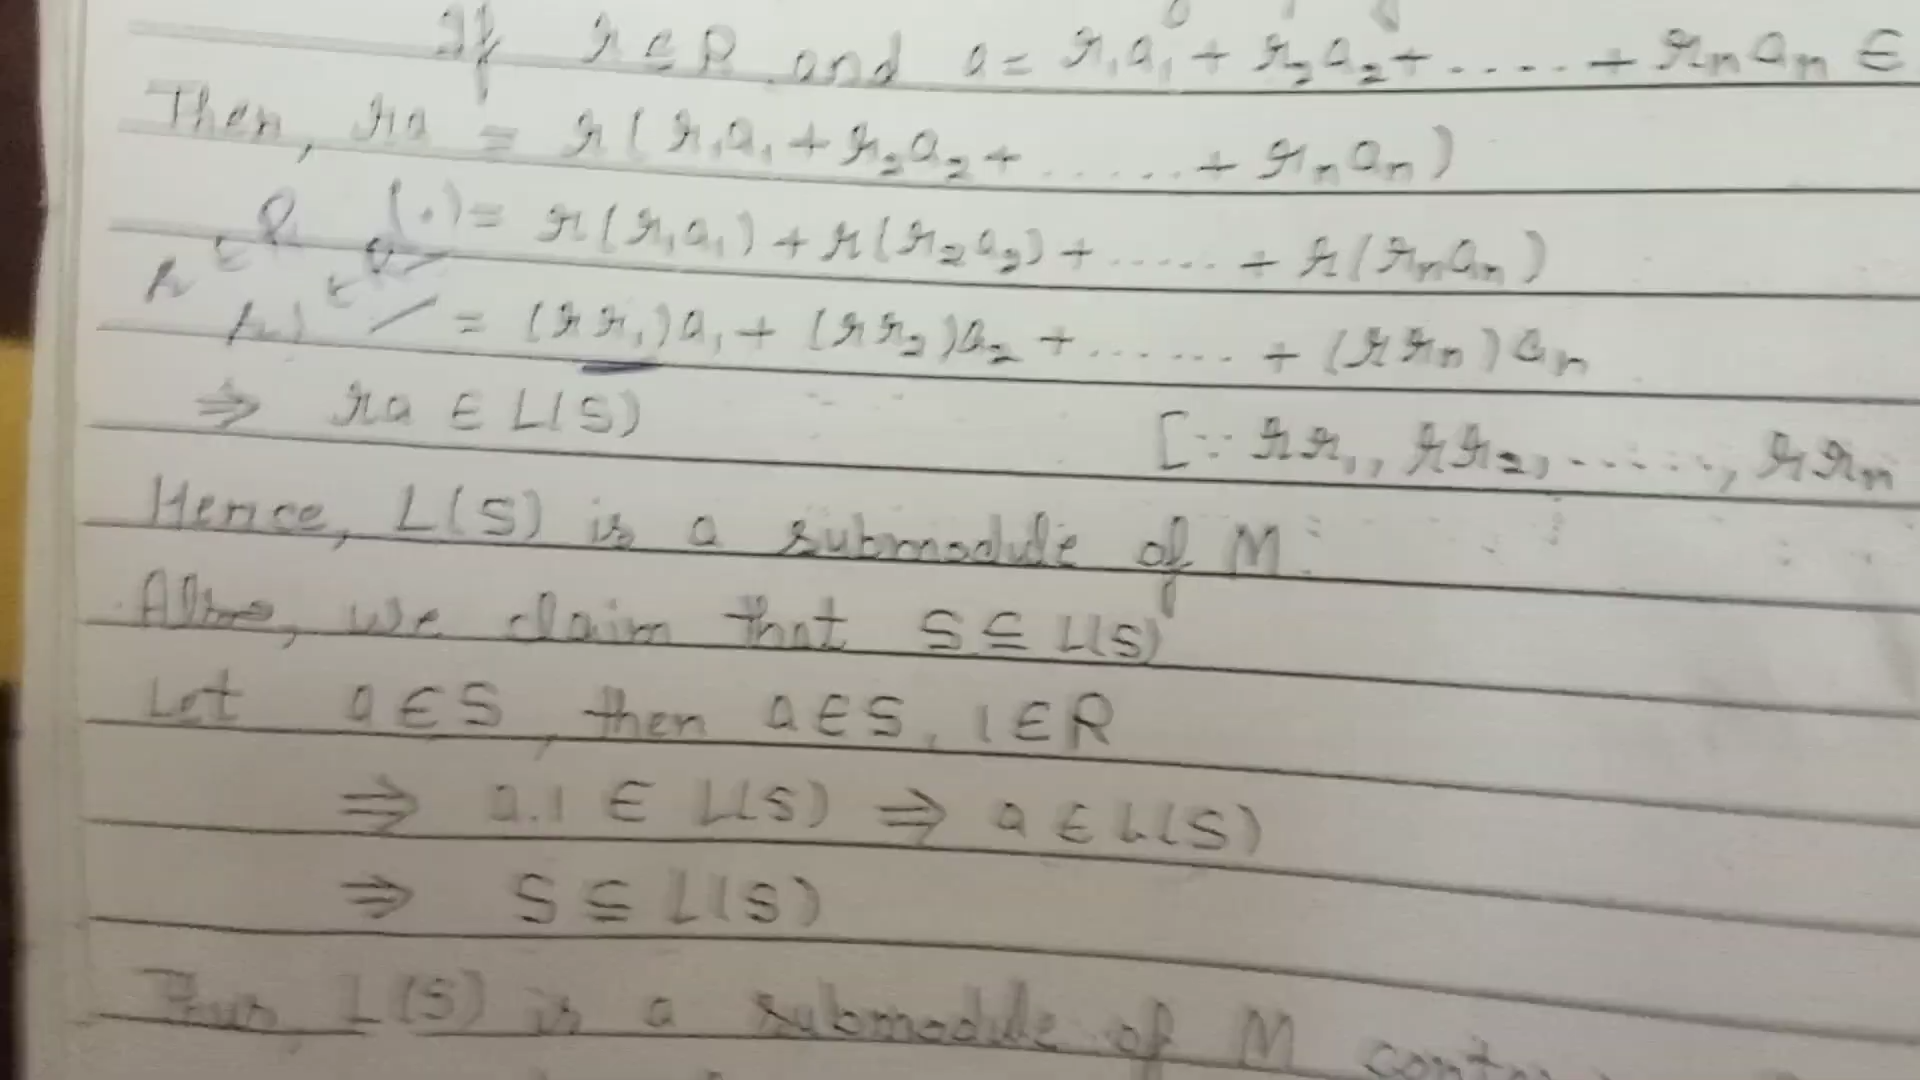 If r ∈ R and a = r₁a₁ + r₂a₂ + ..... + rₙaₙ ∈
Then, ra = r(r₁a₁ + r₂a₂ + ...... + rₙaₙ)
R (.) = r(r₁a₁) + r(r₂a₂) + ...... + r(rₙaₙ)
= (rr₁)a₁ + (rr₂)a₂ + ....... + (rrₙ)aₙ
⇒ ra ∈ L(S) [∵ rr₁, rr₂, ......, rrₙ
Hence, L(S) is a submodule of M.
Also, we claim that S ⊆ L(S)
Let a ∈ S, then a ∈ S, 1 ∈ R
⇒ a.1 ∈ L(S) ⇒ a ∈ L(S)
⇒ S ⊆ L(S)
Thus L(S) is a submodule of M